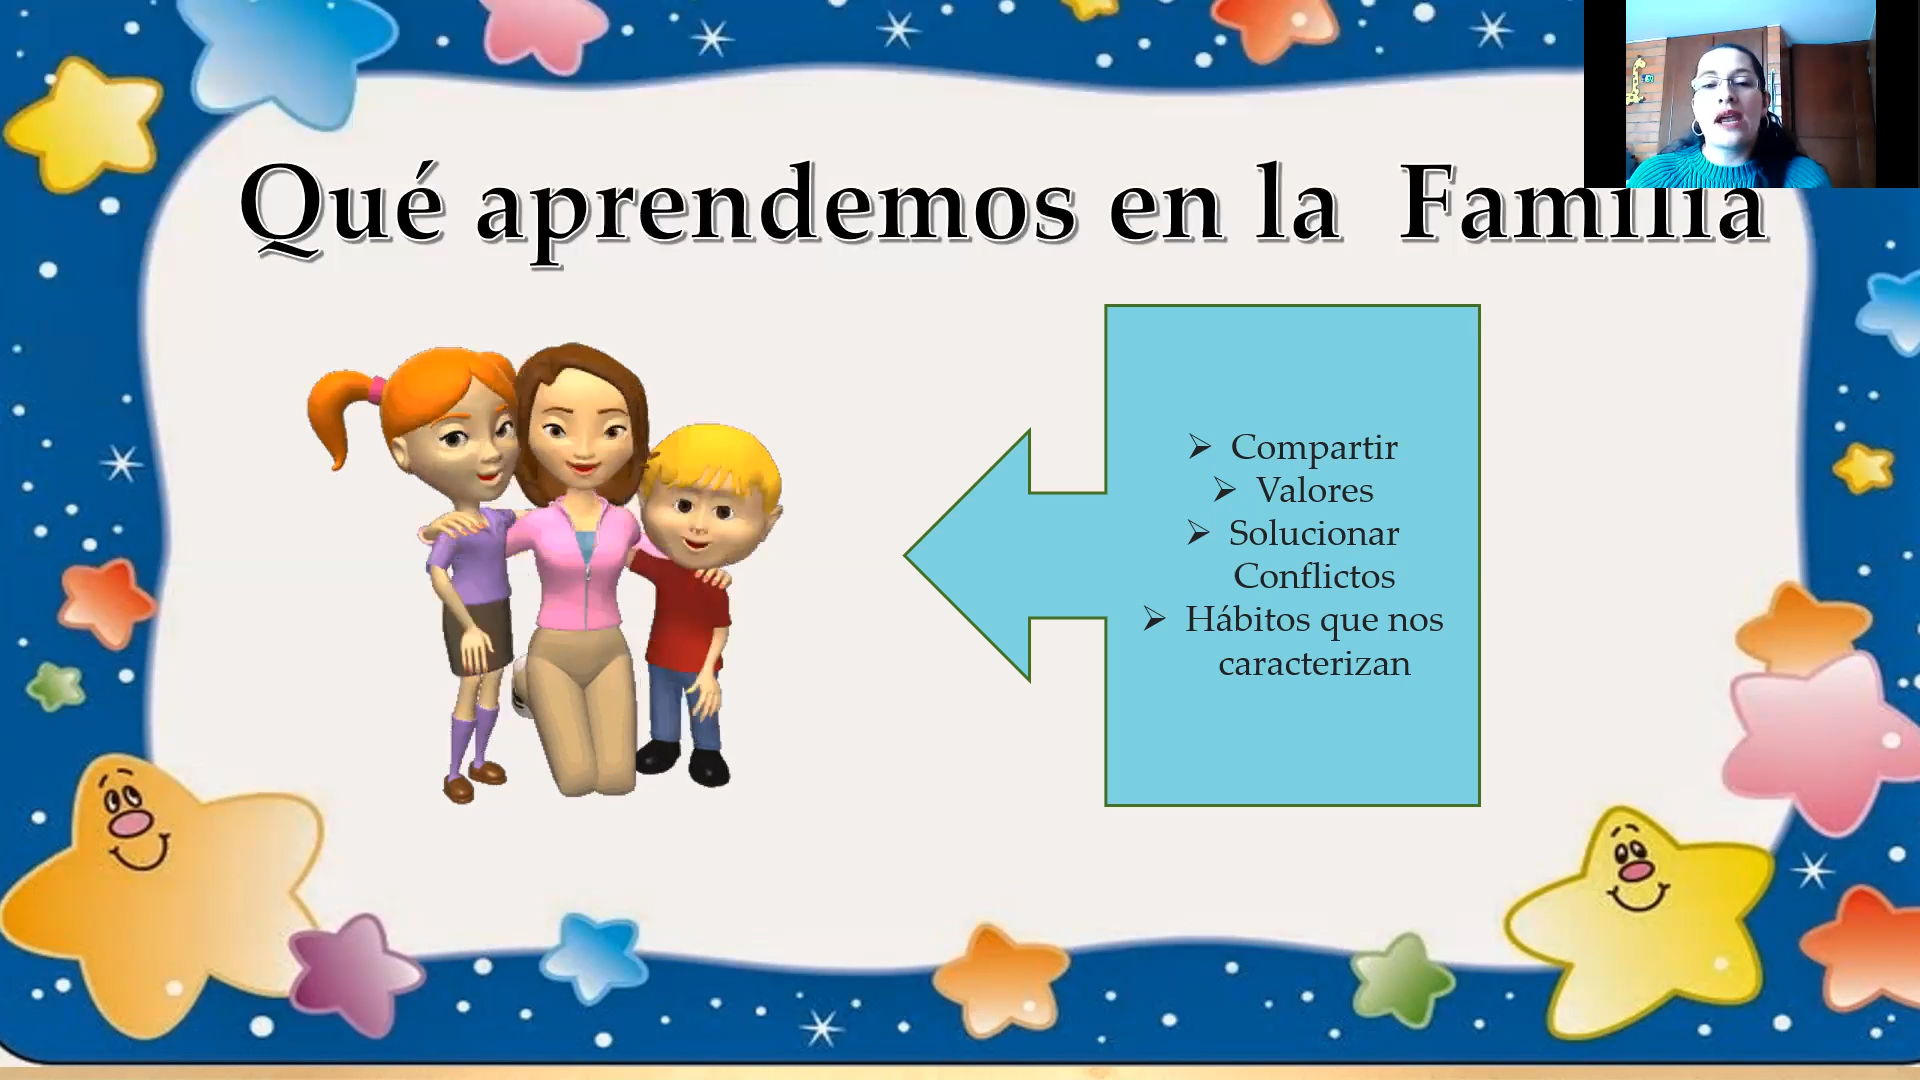 Qué aprendemos en la Familia
➢ Compartir
➢ Valores
➢ Solucionar
Conflictos
➢ Hábitos que nos
caracterizan